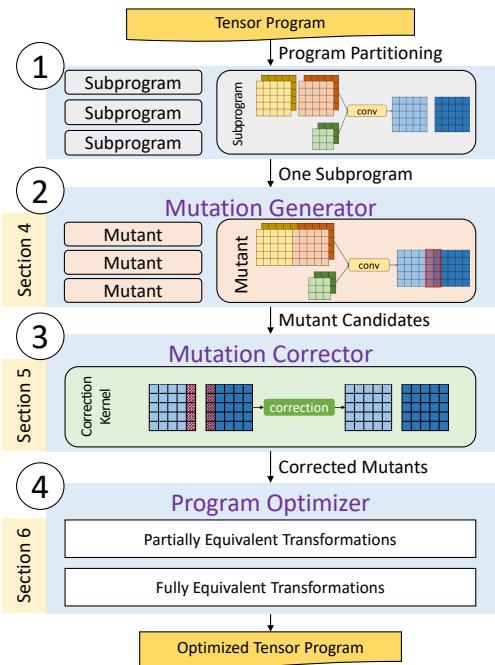 Tensor Program
Program Partitioning
1
Subprogram
Subprogram
Subprogram
Subprogram
conv
One Subprogram
2
Section 4
Mutation Generator
Mutant
Mutant
Mutant
Mutant
conv
Mutant Candidates
3
Section 5
Mutation Corrector
Correction
Kernel
correction
Corrected Mutants
4
Section 6
Program Optimizer
Partially Equivalent Transformations
Fully Equivalent Transformations
Optimized Tensor Program